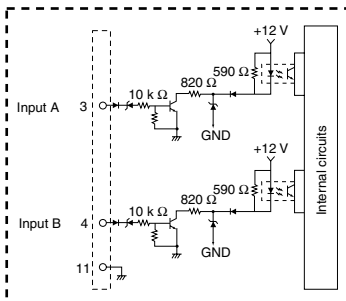 +12 V
590 Ω
820 Ω
10 k Ω
Input A 3
GND
+12 V
590 Ω
820 Ω
10 k Ω
Input B 4
GND
11
Internal circuits